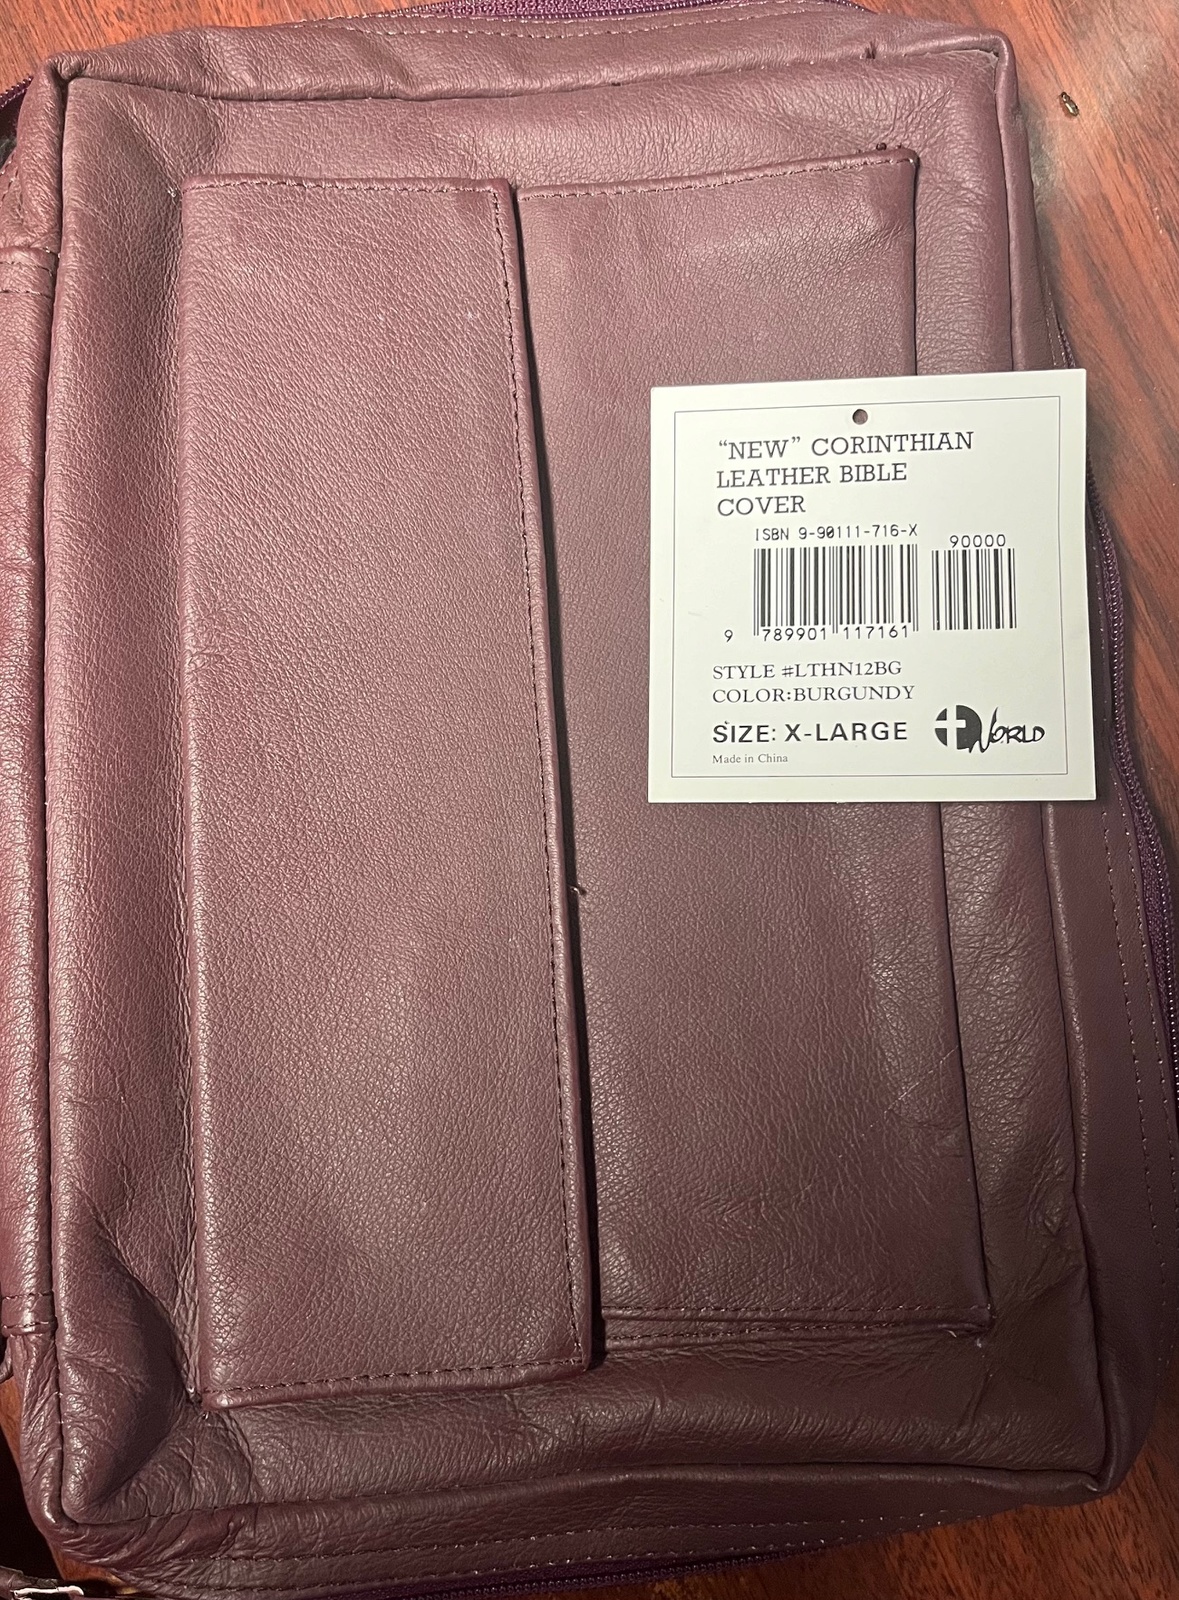 “NEW” CORINTHIAN
LEATHER BIBLE
COVER
ISBN 9-90111-716-X
90000
9 789901 117161
STYLE #LTHN12BG
COLOR:BURGUNDY
SIZE: X-LARGE
WORLD
Made in China